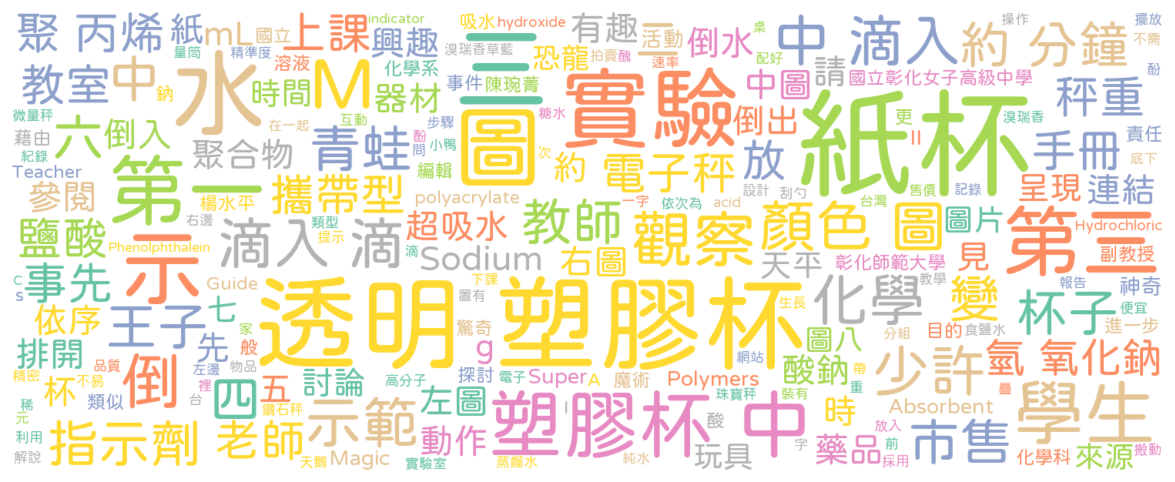 聚 丙烯 紙 mL 國立 上課 indicator 吸水 hydroxide 有趣 活動 倒水 桌 中 滴入 約 分鐘 操作 擺放
量筒 精準度 興趣 溴瑞香草藍 恐龍 拍賣 醜 速率 配好 不需
教室 中 水 溶液 化學系 M 三 實驗 中圖 請 國立彰化女子高級中學 秤重 酚
鈉 時間 器材 事件 陳琬菁 糖水 倒出 紙杯 更 II 溴瑞香 責任
微量秤 六 倒入 在一起 互動 步驟 圖 手冊
藉由 紀錄 第一 聚合物 青蛙 酚 問 小鴨 次 約 電子秤 放 底下
Teacher 編輯 呈現 連結
參閱 楊水平 攜帶型 polyacrylate 設計 刮勺 售價 記錄
右邊 類型 一字 依次為 acid 台灣 圖片 第三 Hydrochloric
鹽酸 Phenolphthalein 示 滴入 滴 提示 超吸水 教師 觀察 顏色 圖
滴 Sodium 右圖 天平 彰化師範大學 見 副教授
事先 C s Guide 七 下課 置有 透明 塑膠杯 生長 化學 教學 變 報告 神奇
依序 王子 家 驚奇 杯子 便宜
先 般 g 網站 圖八 目的 食鹽水 進一步
排開 倒 左邊 物品 探討 分組
精密 品質 裡 五 討論 高分子 電子 Super A 魔術 Polymers 酸鈉 帶 少許 氫 氧化鈉
杯 不易 四 台 左圖 珠寶秤 裝有 重 疊
稀 類似 鑽石秤 I 塑膠杯 中 酸 時 Absorbent 學生
元 利用 指示劑 老師 示範 動作 字 放入 前 市售
解說 天鵝 Magic 實驗室 蒸餾水 純水 玩具 藥品 採用 化學科 來源 搬動